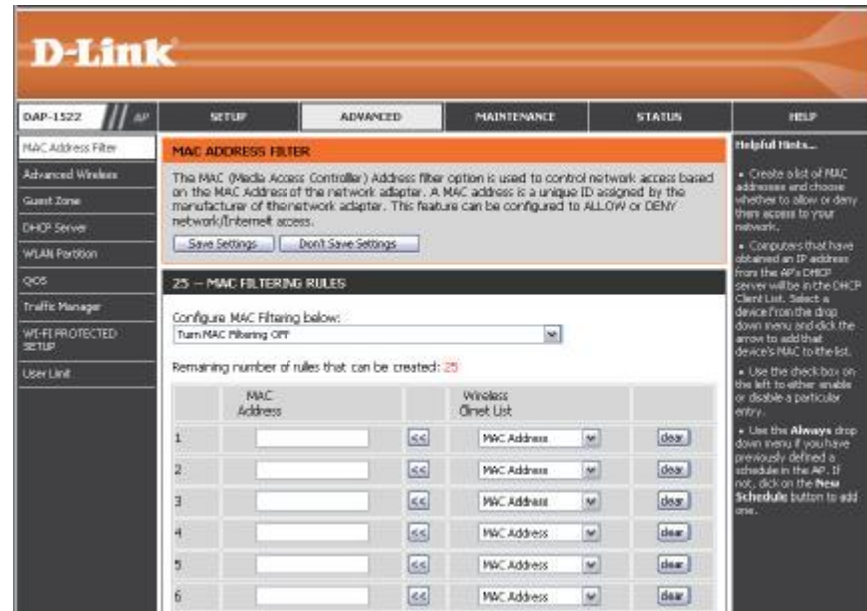 D-Link
DAP-1522 // AP
SETUP
ADVANCED
MAINTENANCE
STATUS
HELP
MAC Address Filter
Advanced Wireless
Guest Zone
DHCP Server
WLAN Partition
QOS
Traffic Manager
WI-FI PROTECTED
SETUP
User Limit
MAC ADDRESS FILTER
The MAC (Media Access Controller) Address filter option is used to control network access based
on the MAC Address of the network adapter. A MAC address is a unique ID assigned by the
manufacturer of thenetwork adapter. This feature can be configured to ALLOW or DENY
network/Internet access.
Save Settings
Don't Save Settings
25 -- MAC FILTERING RULES
Configure MAC Filtering below:
Turn MAC Filtering OFF
Remaining number of rules that can be created: 25
MAC
Address
Wireless
Clinet List
1 << MAC Address clear
2 << MAC Address clear
3 << MAC Address clear
4 << MAC Address clear
5 << MAC Address clear
6 << MAC Address clear
Helpful Hints...
• Create a list of MAC
addresses and choose
whether to allow or deny
them access to your
network.
• Computers that have
obtained an IP address
from the AP's DHCP
server will be in the DHCP
Client List. Select a
device from the drop
down menu and click the
arrow to add that
device's MAC to the list.
• Use the check box on
the left to either enable
or disable a particular
entry.
• Use the Always drop
down menu if you have
previously defined a
schedule in the AP. If
not, click on the New
Schedule button to add
one.